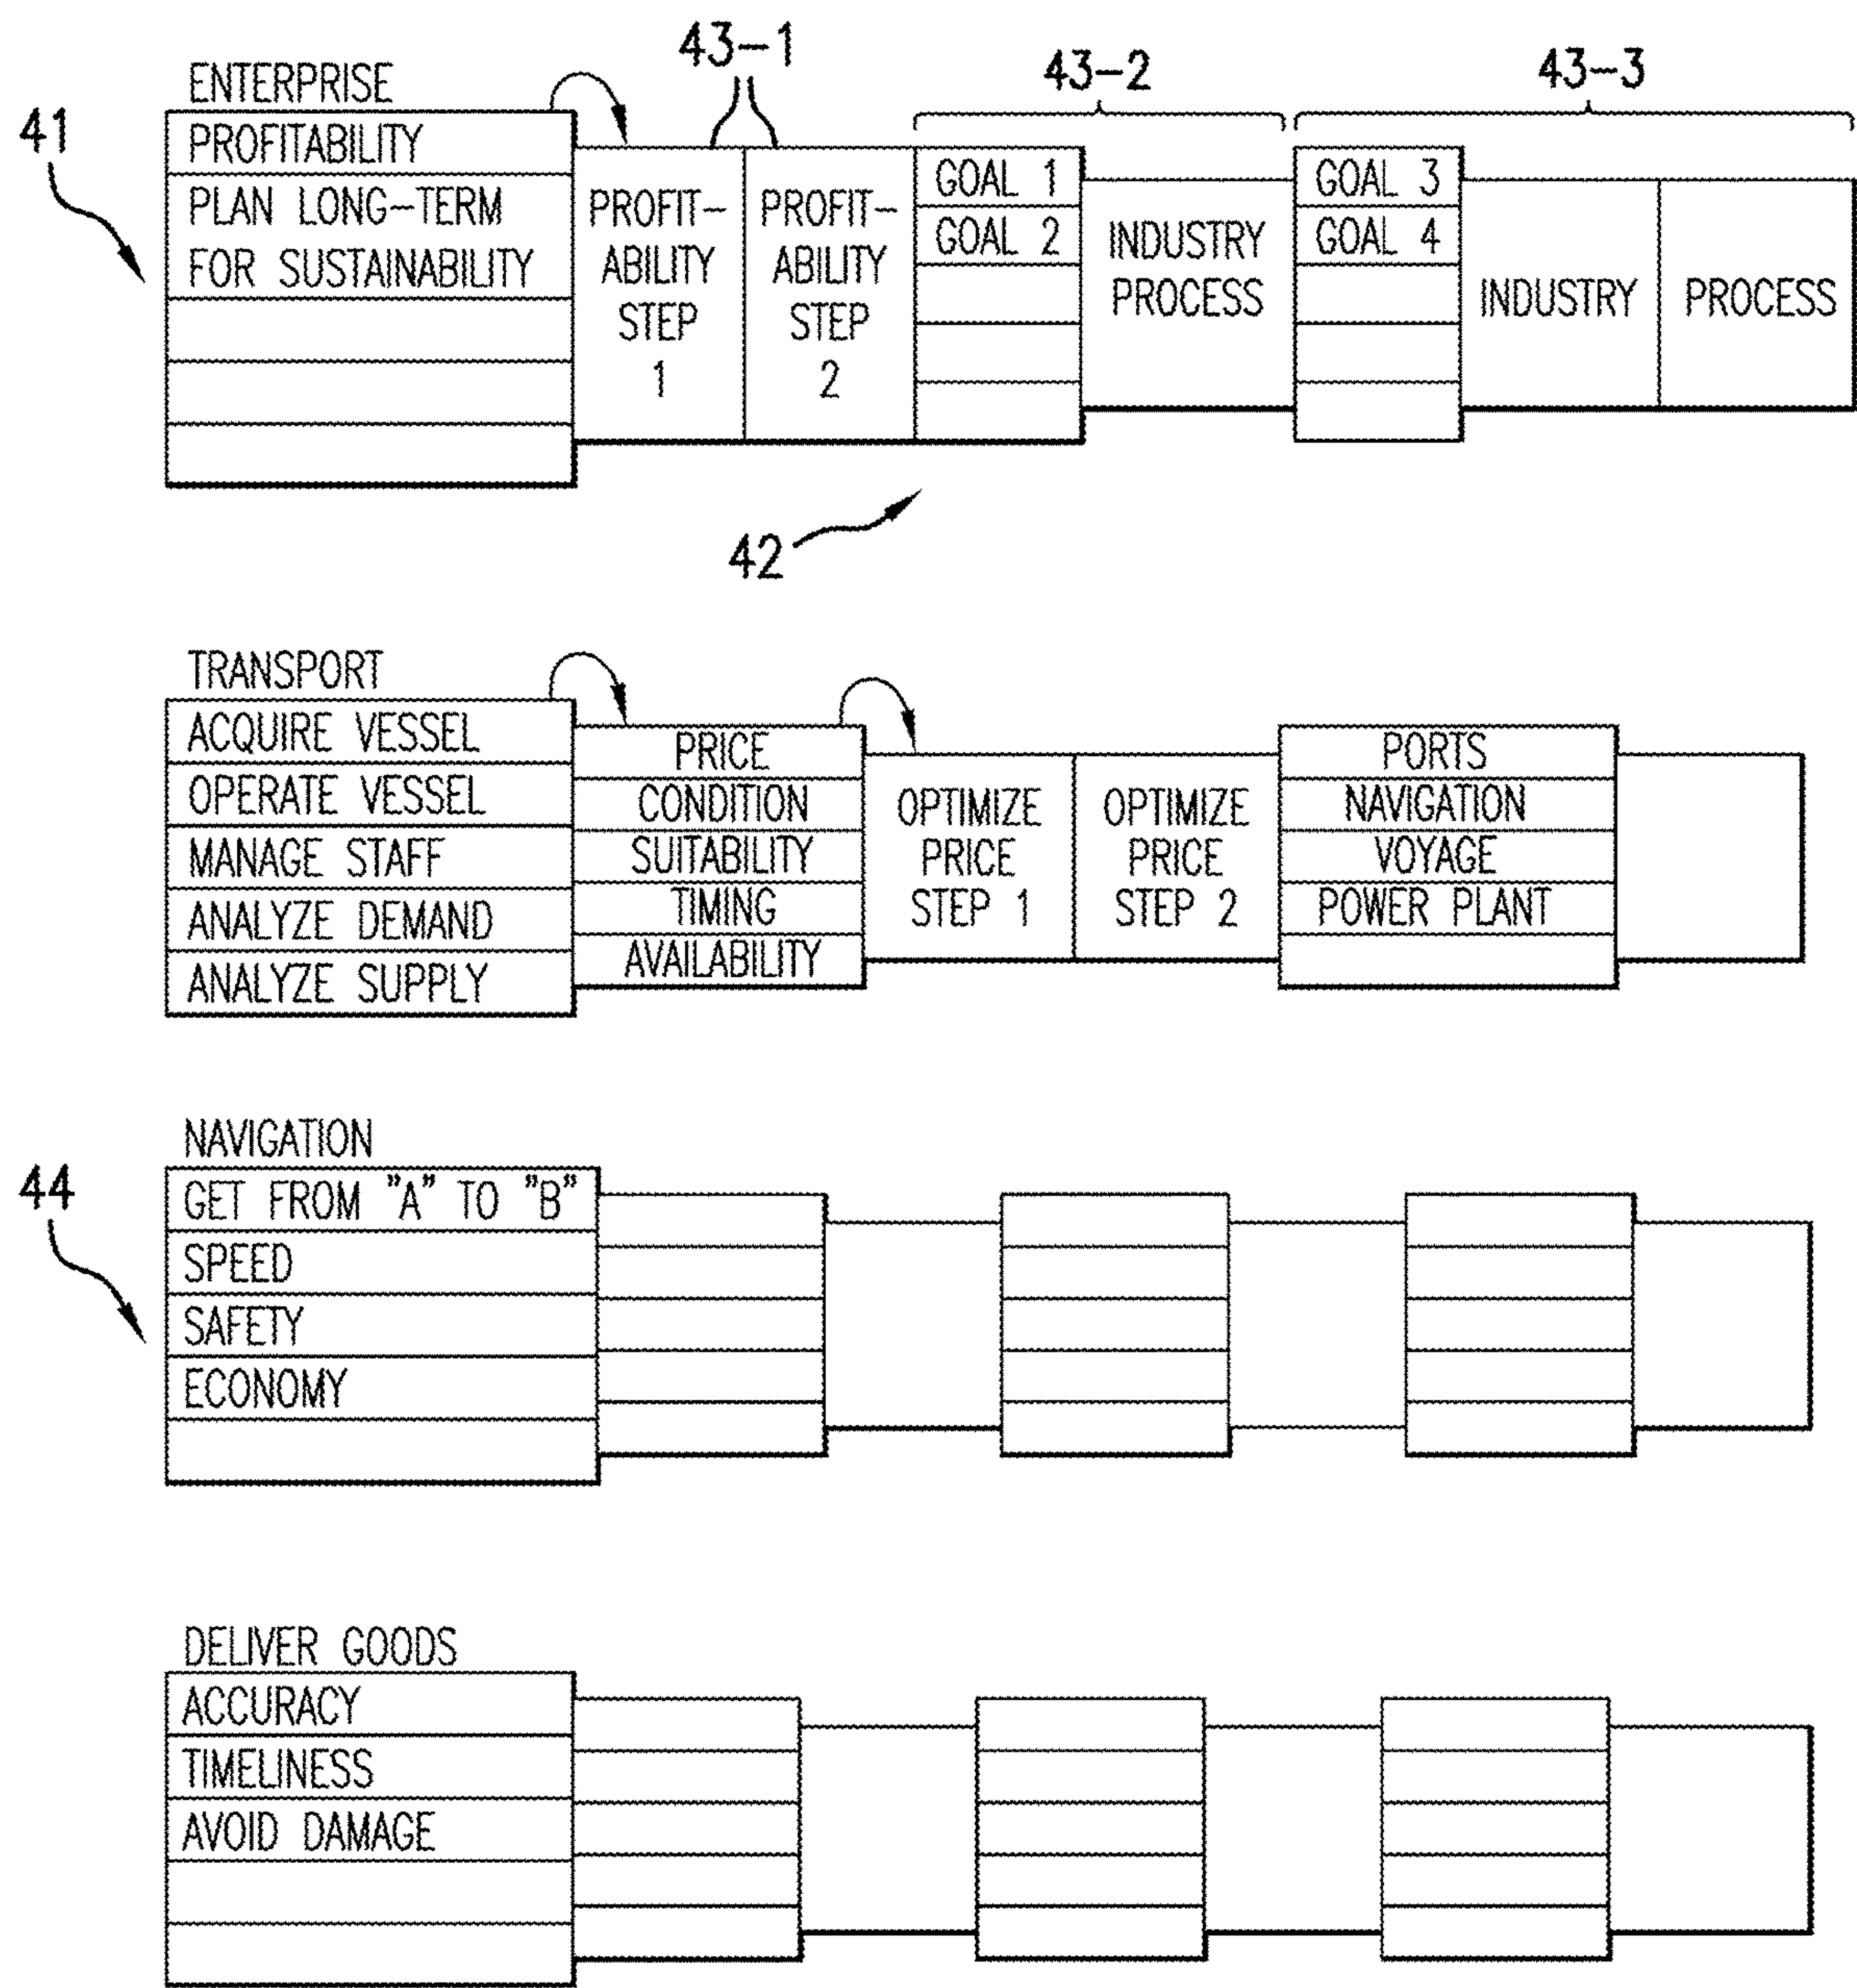 43-1
43-2
43-3
41
ENTERPRISE
PROFITABILITY
PLAN LONG-TERM
FOR SUSTAINABILITY
PROFIT-
ABILITY
STEP
1
PROFIT-
ABILITY
STEP
2
GOAL 1
GOAL 2
INDUSTRY
PROCESS
GOAL 3
GOAL 4
INDUSTRY
PROCESS
42
TRANSPORT
ACQUIRE VESSEL
OPERATE VESSEL
MANAGE STAFF
ANALYZE DEMAND
ANALYZE SUPPLY
PRICE
CONDITION
SUITABILITY
TIMING
AVAILABILITY
OPTIMIZE
PRICE
STEP 1
OPTIMIZE
PRICE
STEP 2
PORTS
NAVIGATION
VOYAGE
POWER PLANT
44
NAVIGATION
GET FROM "A" TO "B"
SPEED
SAFETY
ECONOMY
DELIVER GOODS
ACCURACY
TIMELINESS
AVOID DAMAGE